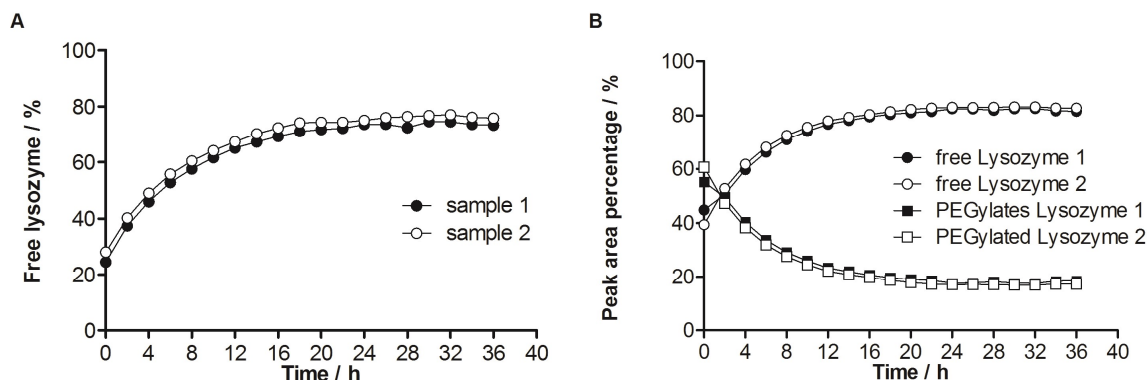 A
Free lysozyme / %
100
80
60
40
20
0
sample 1
sample 2
0 4 8 12 16 20 24 28 32 36 40
Time / h
B
Peak area percentage / %
100
80
60
40
20
0
free Lysozyme 1
free Lysozyme 2
PEGylates Lysozyme 1
PEGylated Lysozyme 2
0 4 8 12 16 20 24 28 32 36 40
Time / h